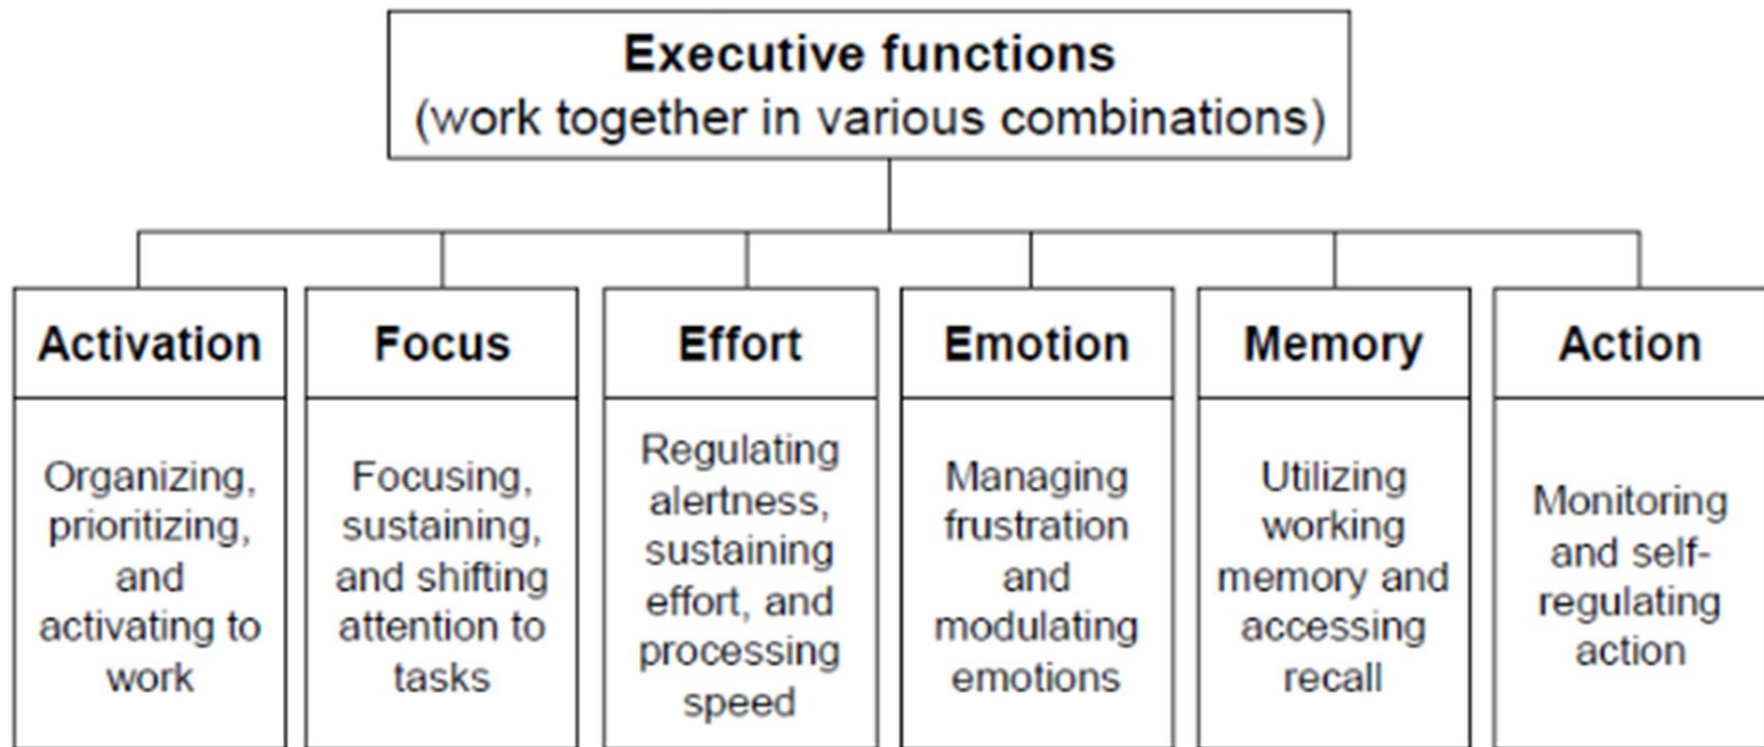 Executive functions
(work together in various combinations)
Activation
Organizing,
prioritizing,
and
activating to
work
Focus
Focusing,
sustaining,
and shifting
attention to
tasks
Effort
Regulating
alertness,
sustaining
effort, and
processing
speed
Emotion
Managing
frustration
and
modulating
emotions
Memory
Utilizing
working
memory and
accessing
recall
Action
Monitoring
and self-
regulating
action